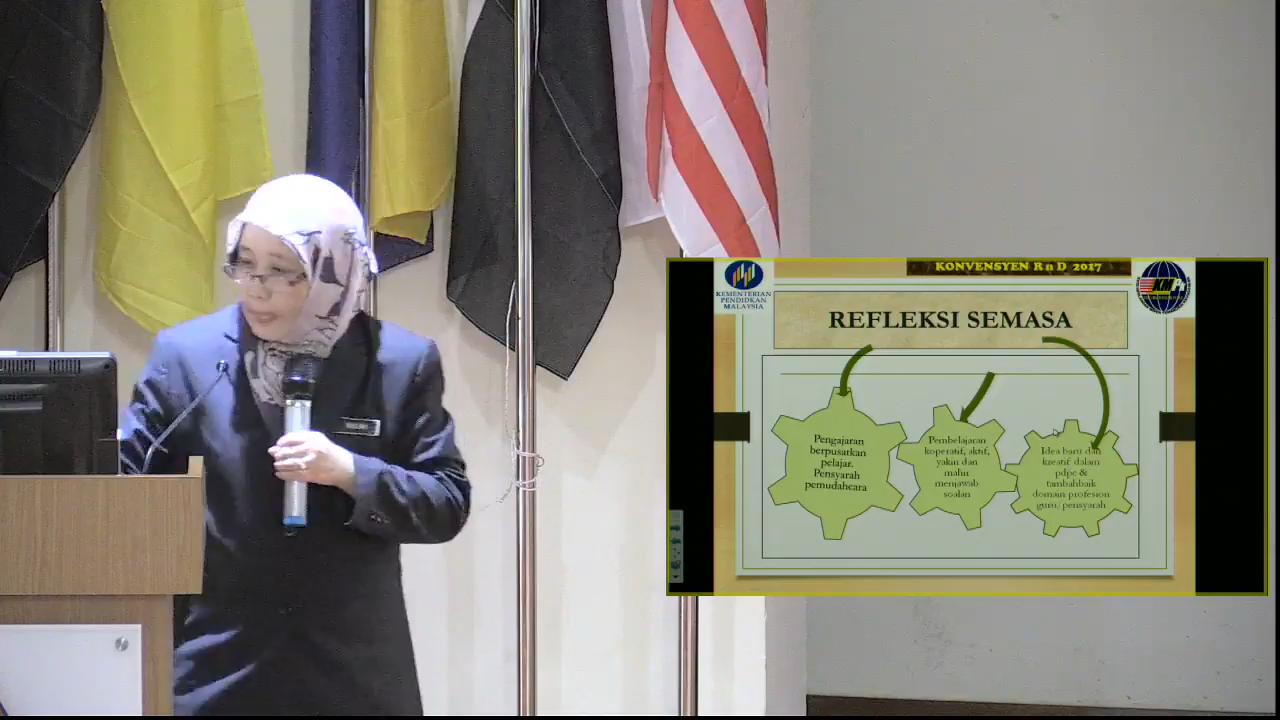 KONVENSYEN R n D 2017
KEMENTERIAN
PENDIDIKAN
MALAYSIA
REFLEKSI SEMASA
Pengajaran
berpusatkan
pelajar.
Pensyarah
pemudahcara
Pembelajaran
koperatif, aktif,
yakin dan
mahir
menjawab
soalan
Idea baru dan
kreatif dalam
pdpc &
tambahbaik
domain profesion
guru/ pensyarah